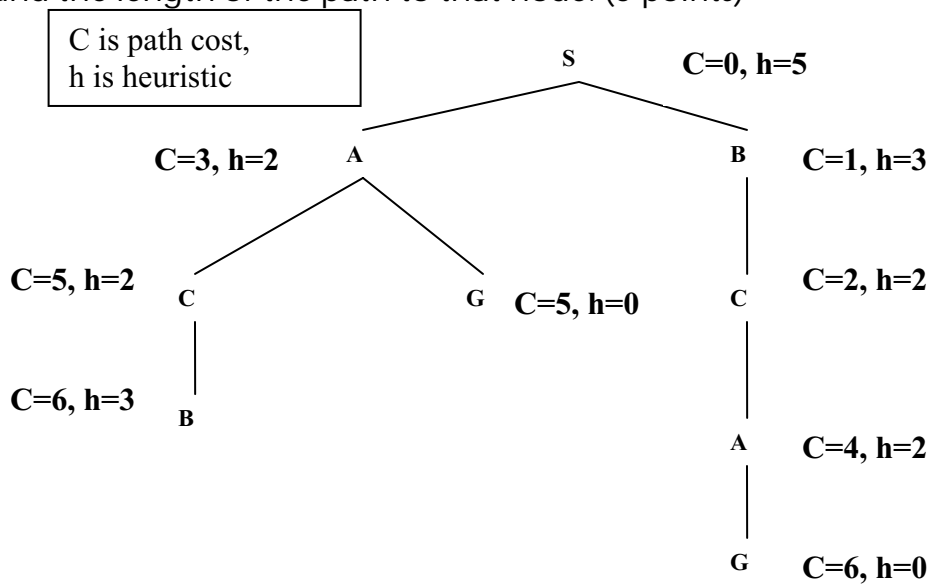 and the length of the path to that node. (5 points)
C is path cost,
h is heuristic
S C=0, h=5
C=3, h=2 A B C=1, h=3
C=5, h=2 C G C=5, h=0 C C=2, h=2
C=6, h=3 B
A C=4, h=2
G C=6, h=0